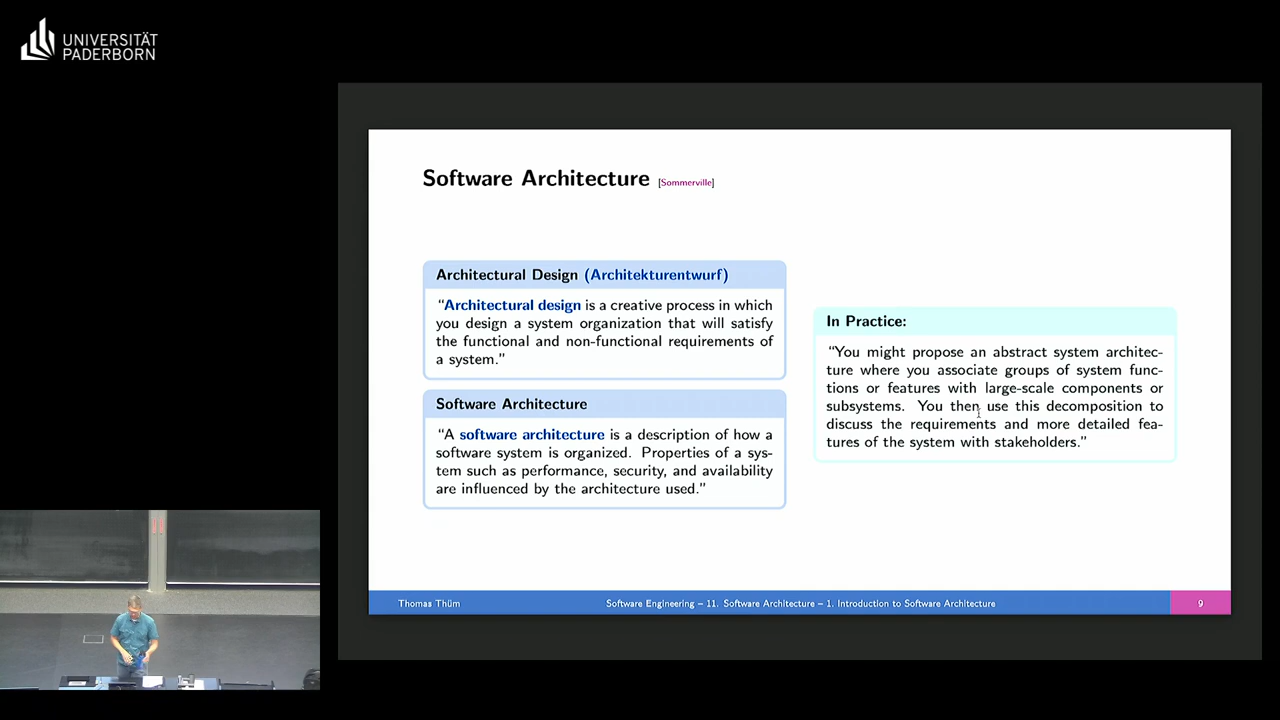 UNIVERSITÄT
PADERBORN
Software Architecture [Sommerville]
Architectural Design (Architekturentwurf)
“Architectural design is a creative process in which
you design a system organization that will satisfy
the functional and non-functional requirements of
a system.”
Software Architecture
“A software architecture is a description of how a
software system is organized. Properties of a sys-
tem such as performance, security, and availability
are influenced by the architecture used.”
In Practice:
“You might propose an abstract system architec-
ture where you associate groups of system func-
tions or features with large-scale components or
subsystems. You then use this decomposition to
discuss the requirements and more detailed fea-
tures of the system with stakeholders.”
Thomas Thüm
Software Engineering – 11. Software Architecture – 1. Introduction to Software Architecture
9